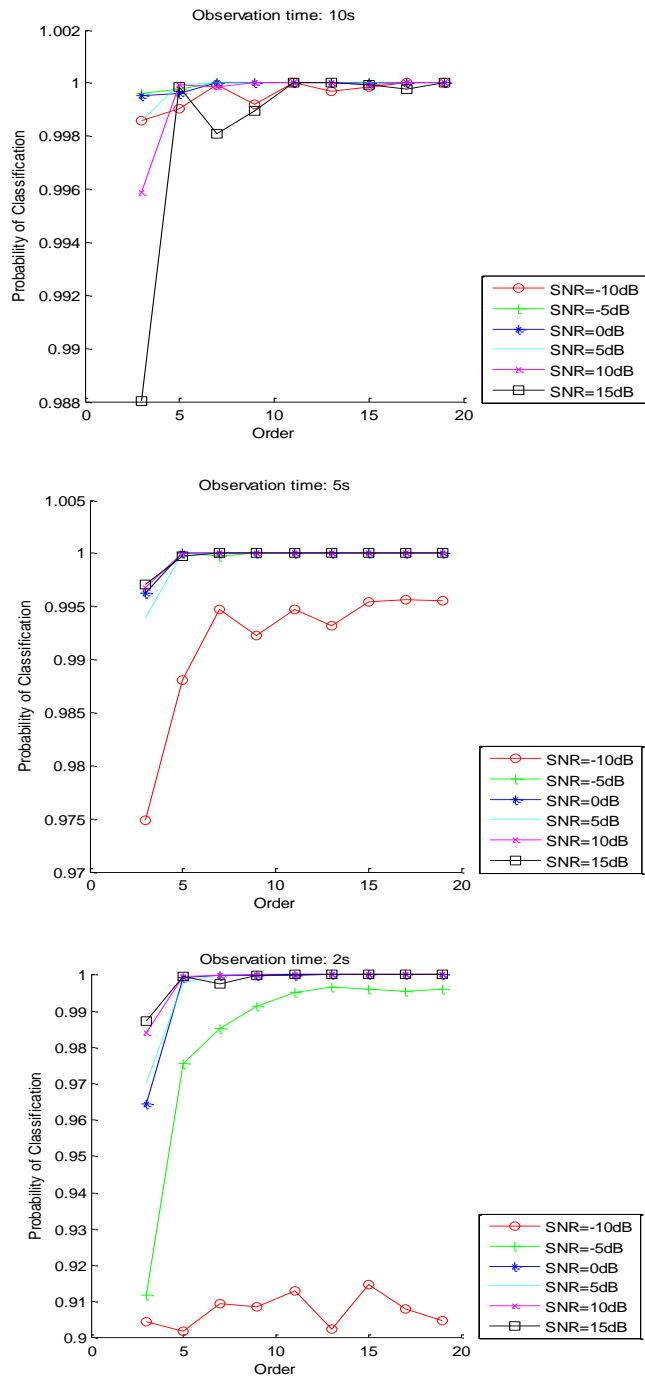 Observation time: 10s
1.002
1
0.998
0.996
0.994
0.992
0.99
0.988
0 5 10 15 20
Probability of Classification
Order
SNR=-10dB
SNR=-5dB
SNR=0dB
SNR=5dB
SNR=10dB
SNR=15dB
Observation time: 5s
1.005
1
0.995
0.99
0.985
0.98
0.975
0.97
0 5 10 15 20
Probability of Classification
Order
SNR=-10dB
SNR=-5dB
SNR=0dB
SNR=5dB
SNR=10dB
SNR=15dB
Observation time: 2s
1
0.99
0.98
0.97
0.96
0.95
0.94
0.93
0.92
0.91
0.9
0 5 10 15 20
Probability of Classification
Order
SNR=-10dB
SNR=-5dB
SNR=0dB
SNR=5dB
SNR=10dB
SNR=15dB